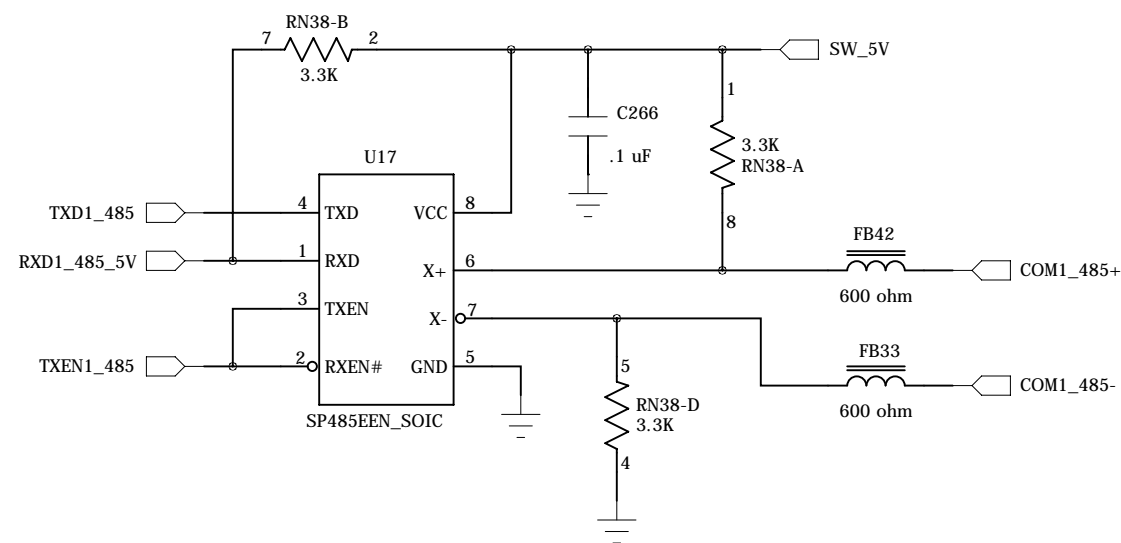 RN38-B
7
2
3.3K
SW_5V
1
C266
.1 uF
3.3K
RN38-A
8
U17
TXD1_485
4
TXD
VCC
8
RXD1_485_5V
1
RXD
X+
6
FB42
600 ohm
COM1_485+
3
TXEN
X-
7
TXEN1_485
2
RXEN#
GND
5
5
FB33
600 ohm
COM1_485-
SP485EEN_SOIC
RN38-D
3.3K
4